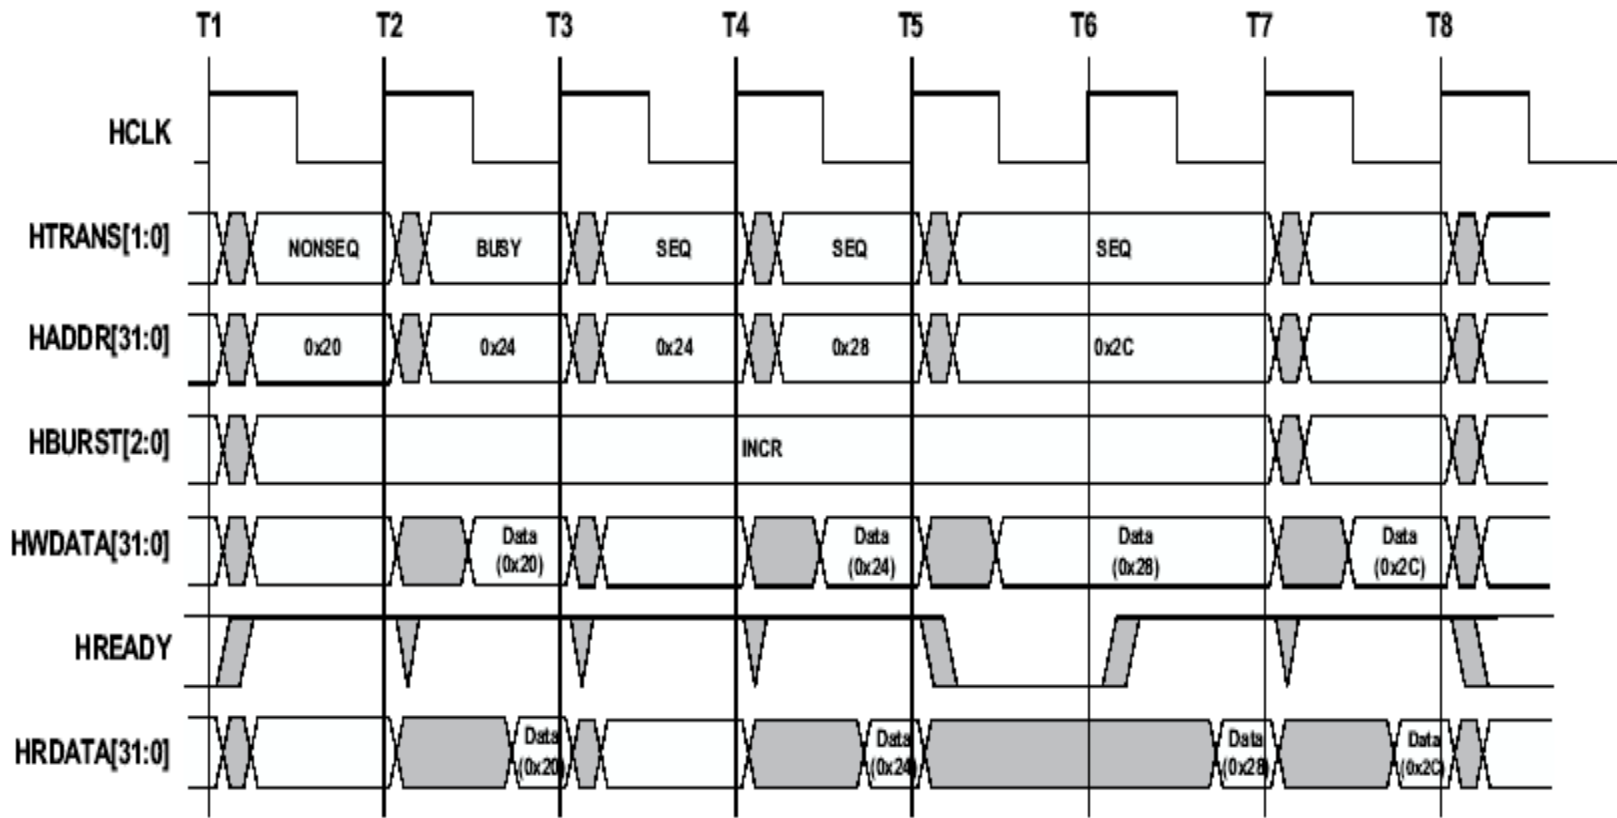 T1 T2 T3 T4 T5 T6 T7 T8
HCLK
HTRANS[1:0] NONSEQ BUSY SEQ SEQ SEQ
HADDR[31:0] 0x20 0x24 0x24 0x28 0x2C
HBURST[2:0] INCR
HWDATA[31:0] Data Data Data Data
(0x20) (0x24) (0x28) (0x2C)
HREADY
HRDATA[31:0] Data Data Data Data
(0x20) (0x24 (0x28 (0x2C)